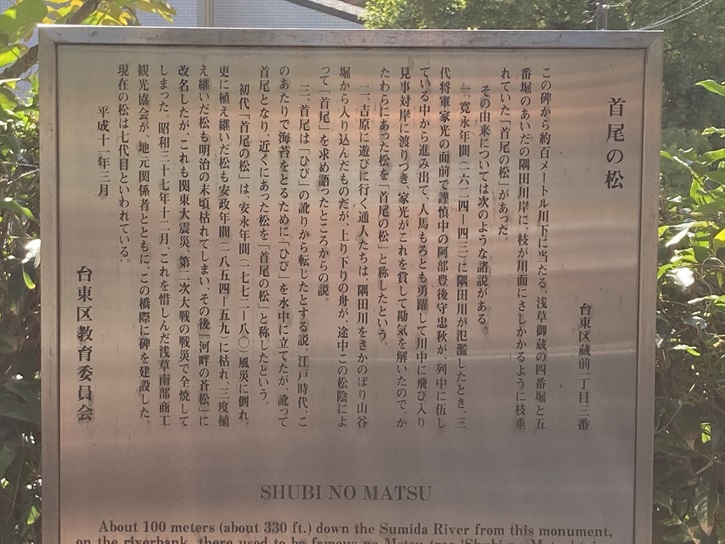 首尾の松
台東区蔵前一丁目三番
この碑から約百メートル川下に当たる、浅草御蔵の四番堀と五
番堀のあいだの隅田川岸に、枝が川面にさしかかるように枝垂
れていた「首尾の松」があった。
その由来については次のような諸説がある。
一、寛永年間(一六二四ー四三)に隅田川が氾濫したとき、三
代将軍家光の面前で謹慎中の阿部豊後守忠秋が、列中に伍し
ている中から進み出て、人馬もろとも勇躍して川中に飛び入り
見事対岸に渡りつき、家光がこれを賞して勘気を解いたので、か
たわらにあった松を「首尾の松」と称したという。
二、吉原に遊びに行く通人たちは、隅田川をさかのぼり山谷
堀から入り込んだものだが、上り下りの舟が、途中この松陰によ
って「首尾」を求め語ったところからの説。
三、首尾は「ひび」の訛りから転じたとする説。江戸時代、こ
のあたりで海苔をとるために「ひび」を水中に立てたが、訛って
首尾となり、近くにあった松を「首尾の松」と称したという。
初代「首尾の松」は、安永年間(一七七二ー八〇)風災に倒れ、
更に植え継いだ松も安政年間(一八五四ー五九)に枯れ、三度植
え継いだ松も明治の末頃枯れてしまい、その後「河畔の蒼松」に
改名したが、これも関東大震災、第二次大戦の戦災で全焼して
しまった。昭和三十七年十二月、これを惜しんだ浅草南部商工
観光協会が、地元関係者とともに、この橋際に碑を建設した。
現在の松は七代目といわれている。
平成十一年三月
台東区教育委員会
SHUBI NO MATSU
About 100 meters (about 330 ft.) down the Sumida River from this monument,
on the riverbank, there used to be famous no Matsu tree